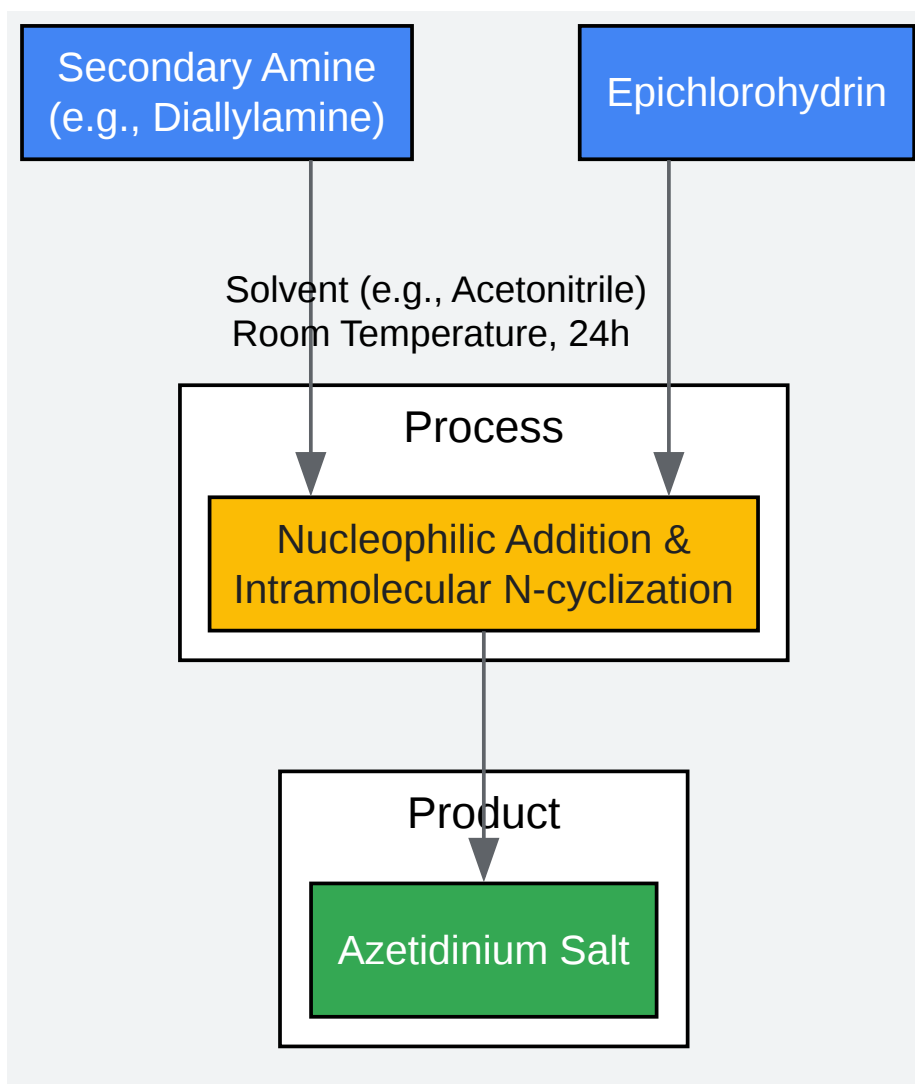 Secondary Amine
(e.g., Diallylamine)
Epichlorohydrin
Solvent (e.g., Acetonitrile)
Room Temperature, 24h
Process
Nucleophilic Addition &
Intramolecular N-cyclization
Product
Azetidinium Salt